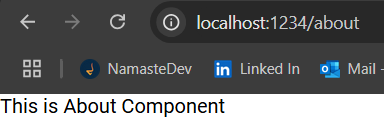 localhost:1234/about
NamasteDev Linked In Mail -
This is About Component